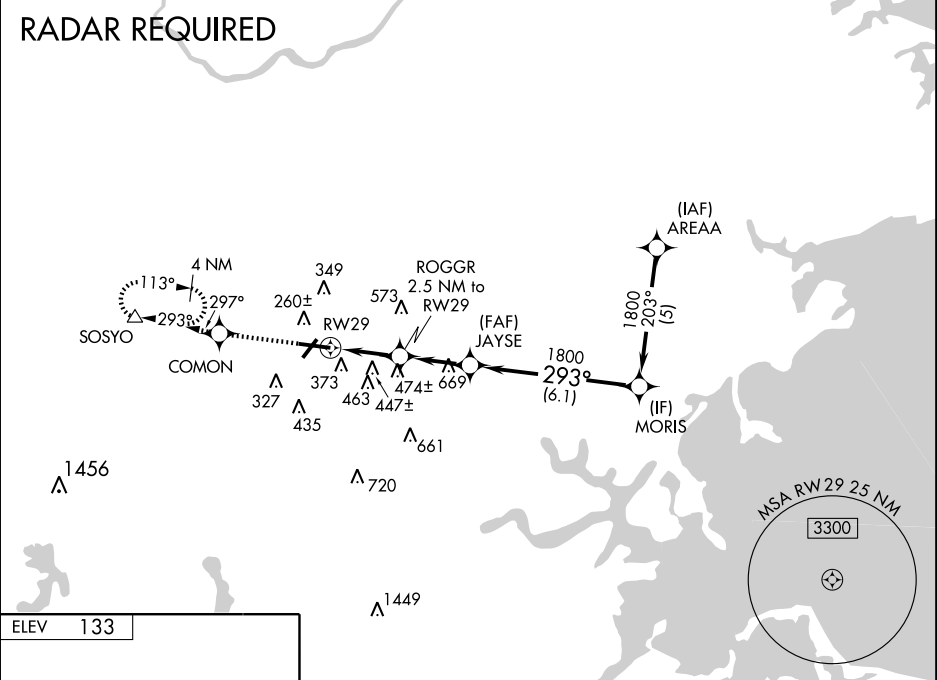 RADAR REQUIRED
(IAF)
AREAA
1800
203°
(5)
4 NM
113°
297°
293°
SOSYO
COMON
349
260±
RW29
573
ROGGR
2.5 NM to
RW29
(FAF)
JAYSE
1800
293°
(6.1)
(IF)
MORIS
373
463
447±
474±
669
327
435
661
720
1456
1449
MSA RW29 25 NM
3300
ELEV 133